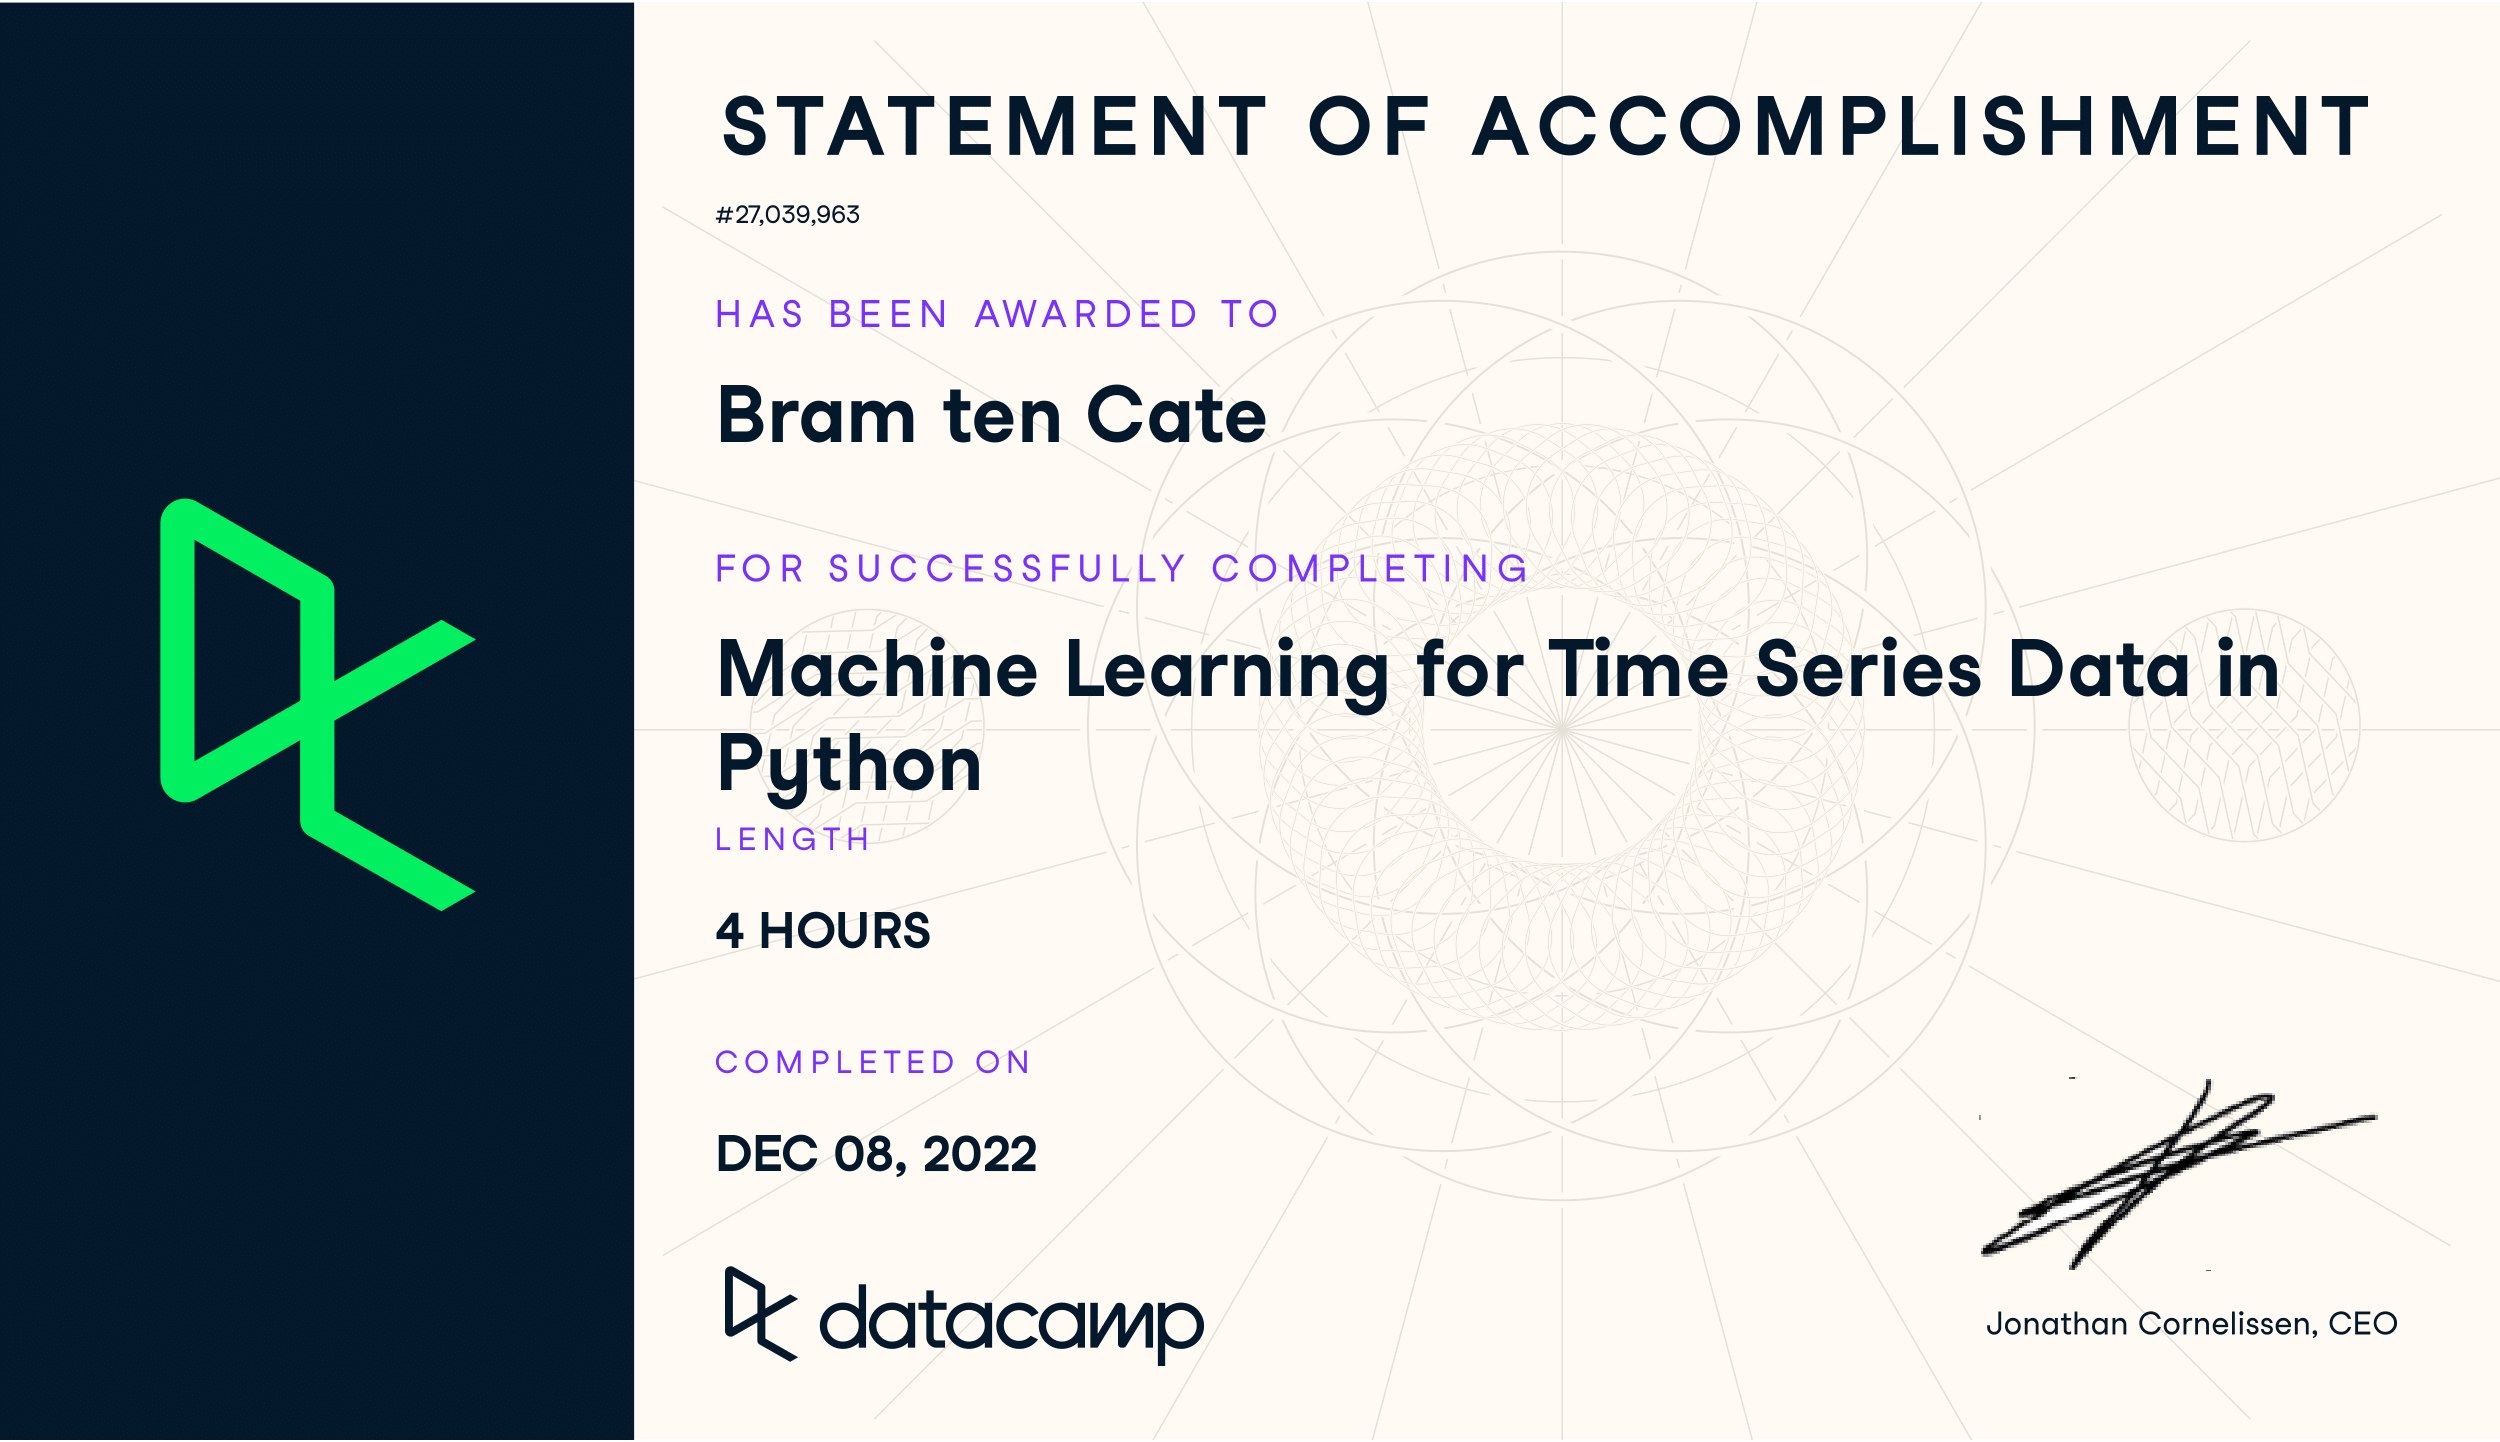 STATEMENT OF ACCOMPLISHMENT
#27,039,963
HAS BEEN AWARDED TO
Bram ten Cate
FOR SUCCESSFULLY COMPLETING
Machine Learning for Time Series Data in
Python
LENGTH
4 HOURS
COMPLETED ON
DEC 08, 2022
datacamp
Jonathan Cornelissen, CEO